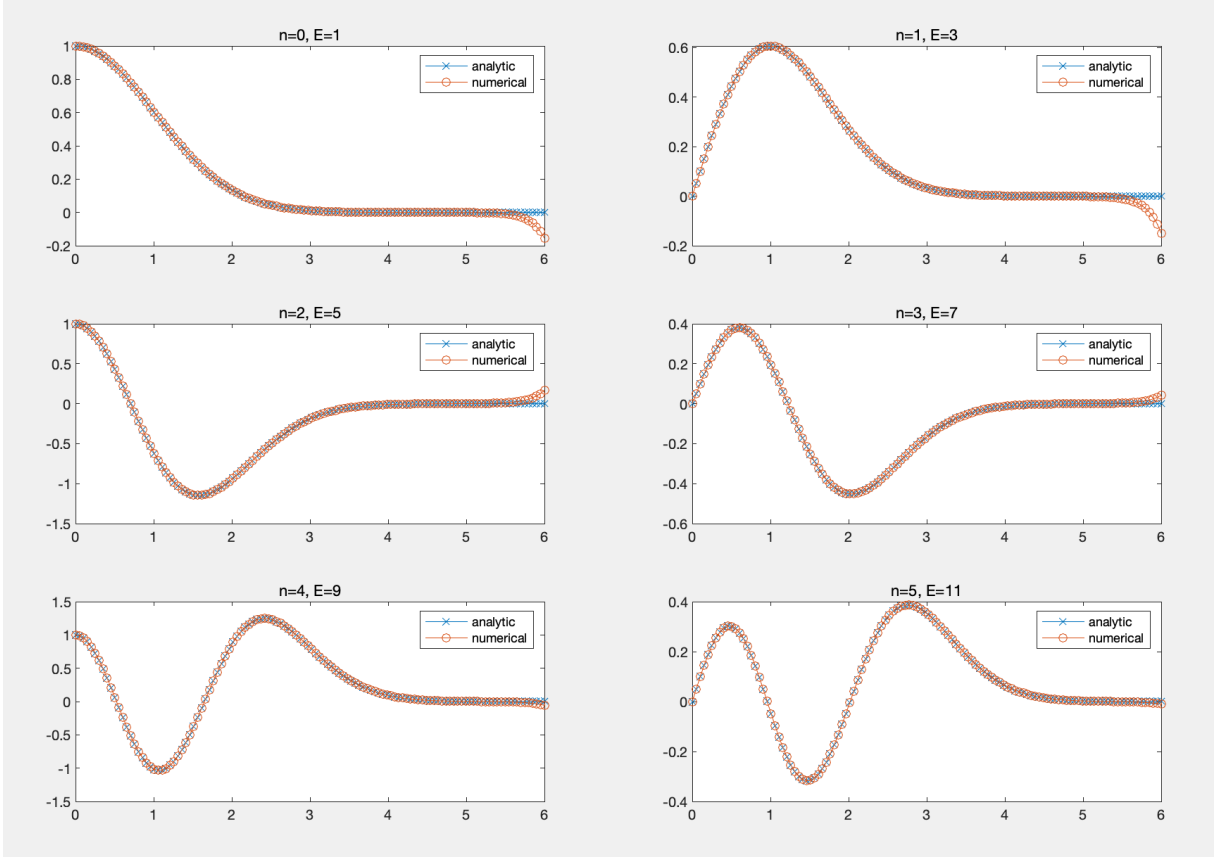 n=0, E=1
1
0.8
0.6
0.4
0.2
0
-0.2
0 1 2 3 4 5 6
analytic
numerical
n=1, E=3
0.6
0.4
0.2
0
-0.2
0 1 2 3 4 5 6
analytic
numerical
n=2, E=5
1
0.5
0
-0.5
-1
-1.5
0 1 2 3 4 5 6
analytic
numerical
n=3, E=7
0.4
0.2
0
-0.2
-0.4
-0.6
0 1 2 3 4 5 6
analytic
numerical
n=4, E=9
1.5
1
0.5
0
-0.5
-1
-1.5
0 1 2 3 4 5 6
analytic
numerical
n=5, E=11
0.4
0.2
0
-0.2
-0.4
0 1 2 3 4 5 6
analytic
numerical